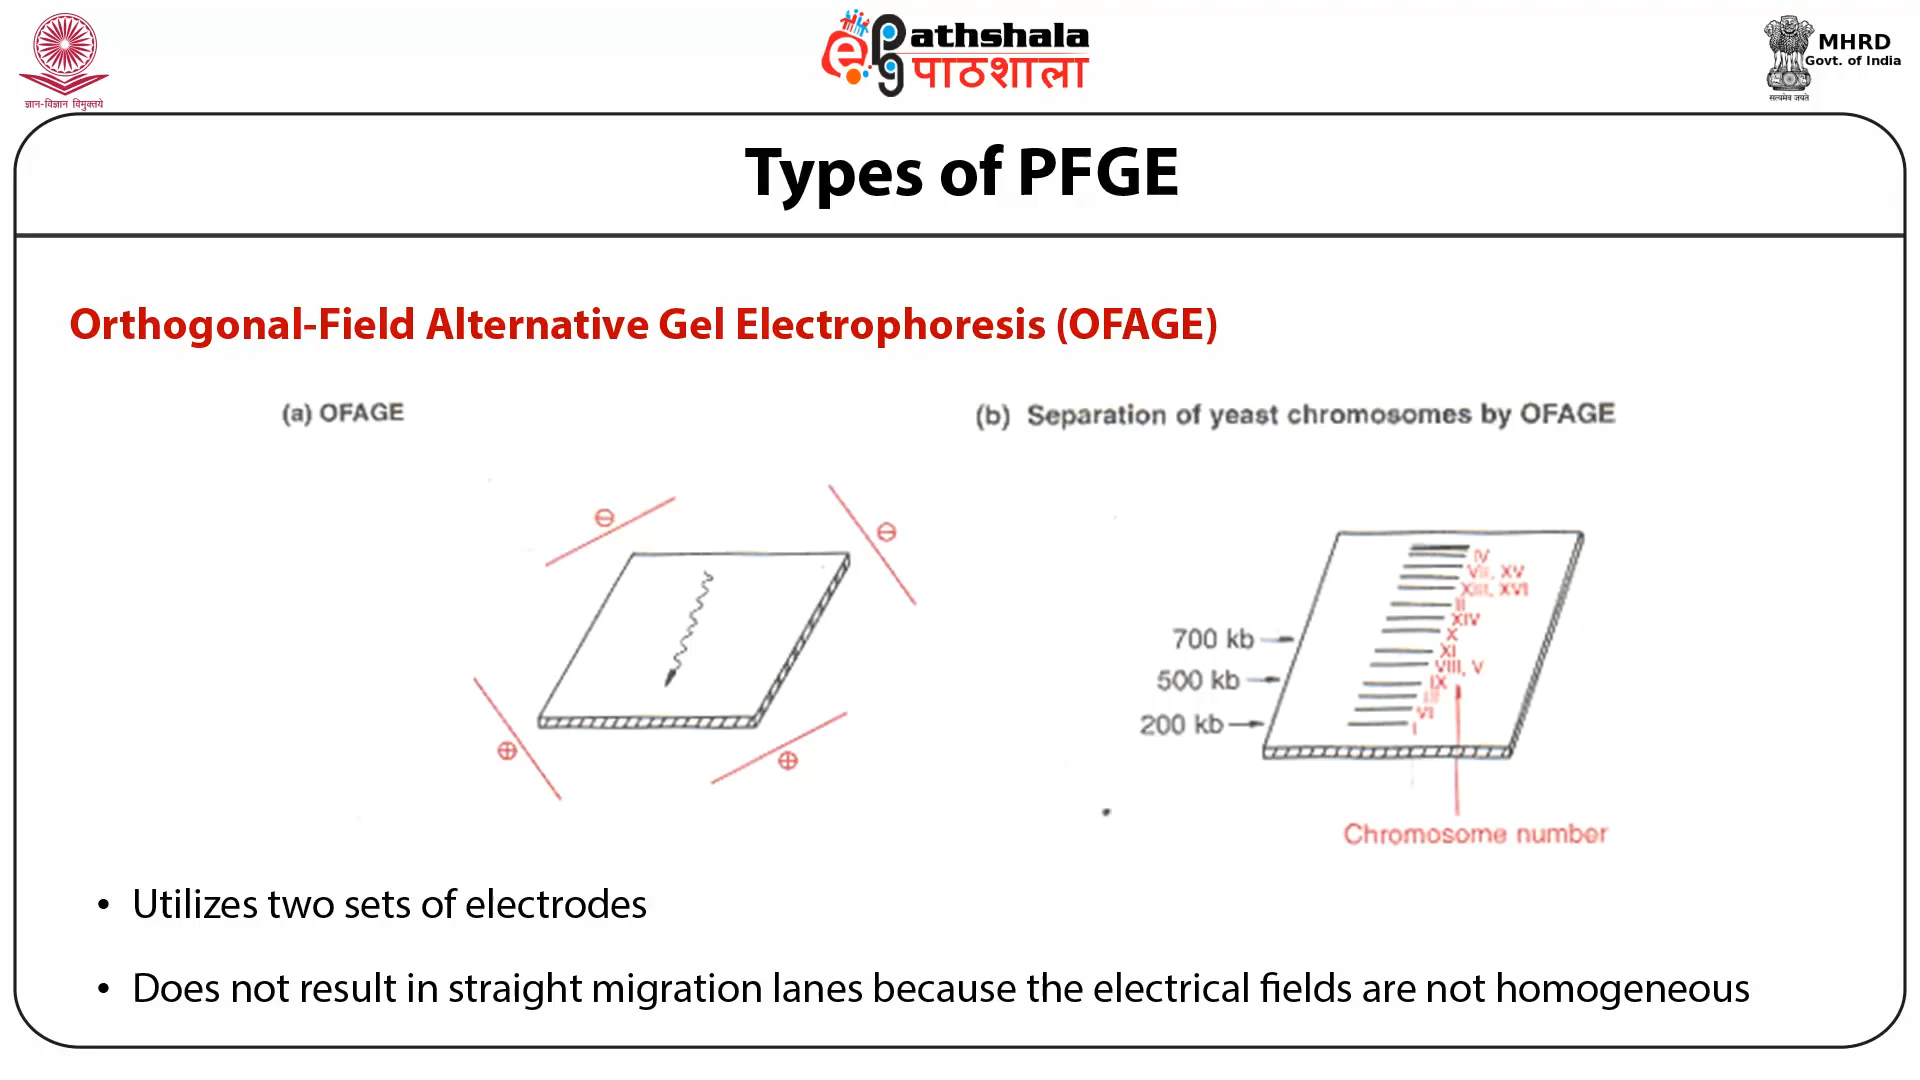 ज्ञान-विज्ञान विमुक्तये
ePathshala
पाठशाला
MHRD
Govt. of India
सत्यमेव जयते
Types of PFGE
Orthogonal-Field Alternative Gel Electrophoresis (OFAGE)
(a) OFAGE
(b) Separation of yeast chromosomes by OFAGE
IV
VII, XV
XIII, XVI
II
XIV
X
XI
VIII, V
IX
III
VI
I
700 kb
500 kb
200 kb
Chromosome number
• Utilizes two sets of electrodes
• Does not result in straight migration lanes because the electrical fields are not homogeneous